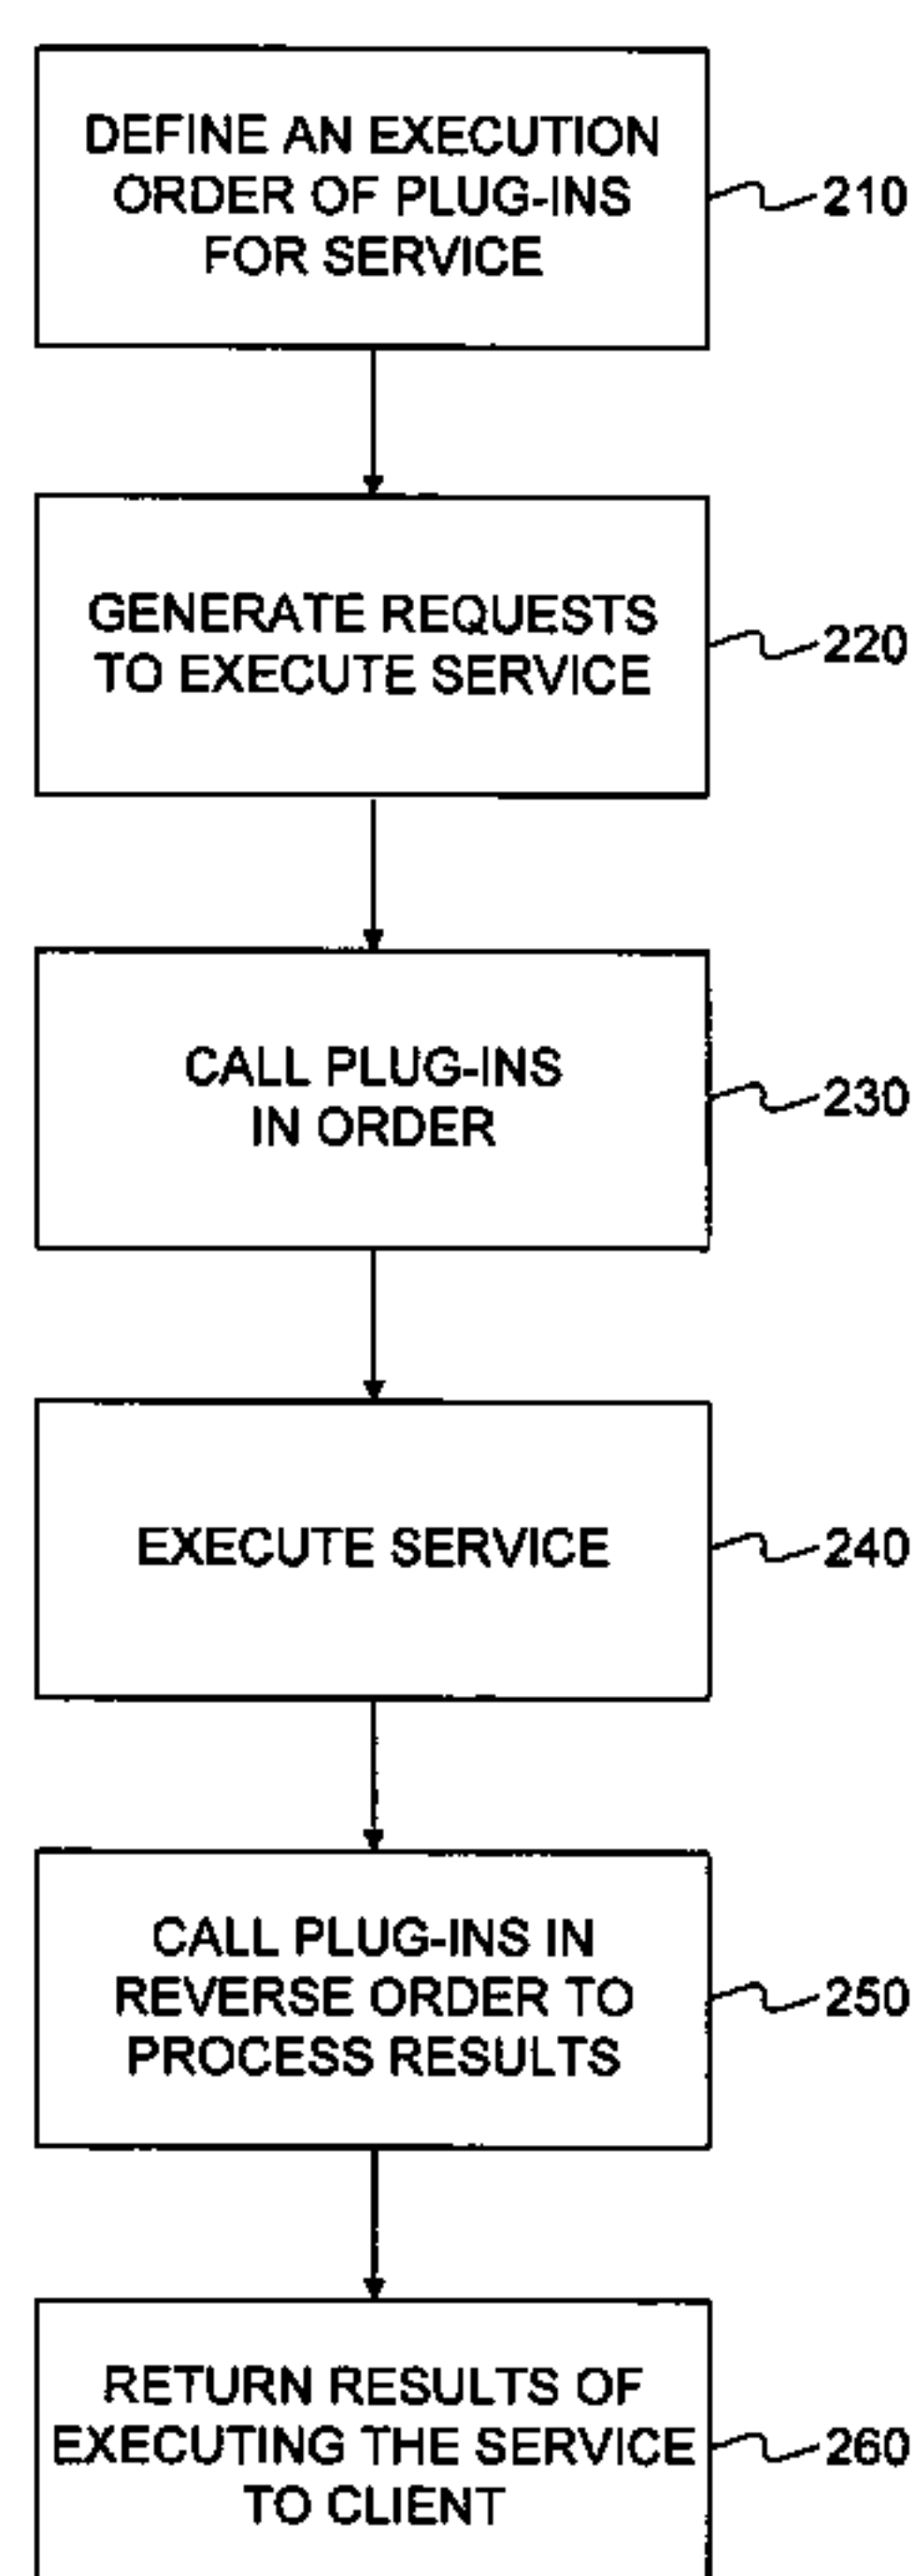 DEFINE AN EXECUTION
ORDER OF PLUG-INS
FOR SERVICE
210
GENERATE REQUESTS
TO EXECUTE SERVICE
220
CALL PLUG-INS
IN ORDER
230
EXECUTE SERVICE
240
CALL PLUG-INS IN
REVERSE ORDER TO
PROCESS RESULTS
250
RETURN RESULTS OF
EXECUTING THE SERVICE
TO CLIENT
260